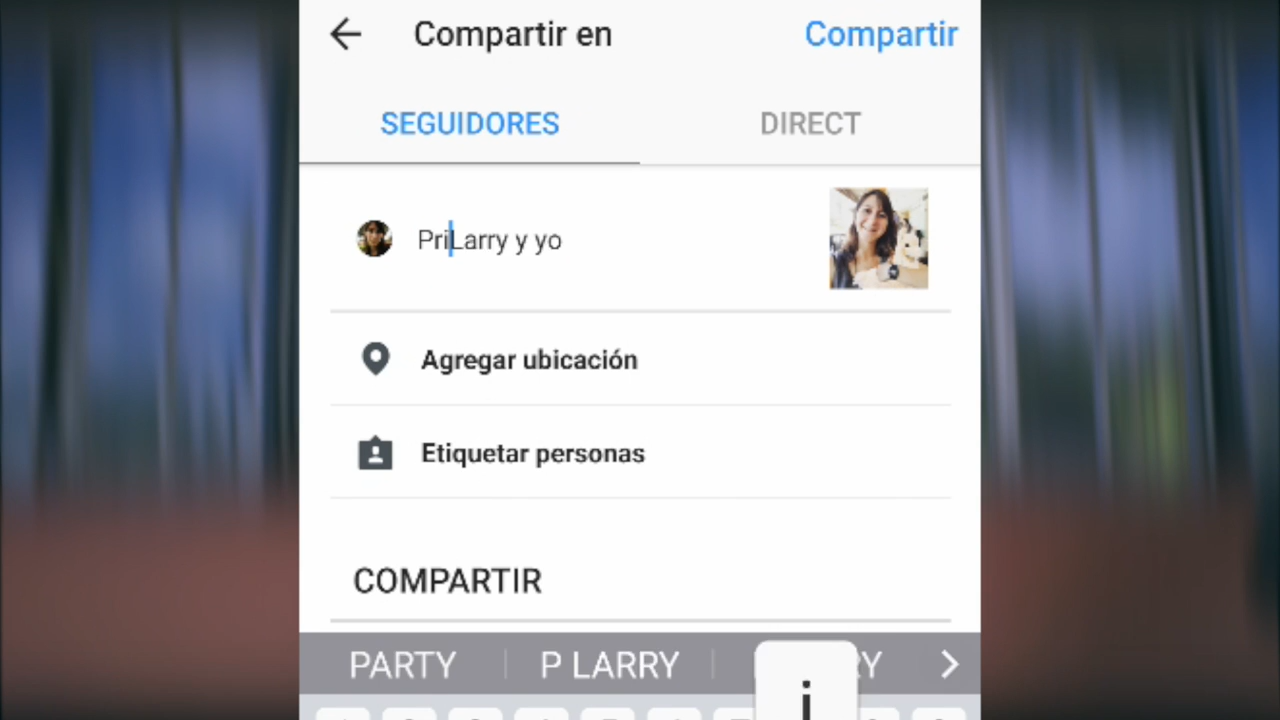 Compartir en Compartir
SEGUIDORES DIRECT
PriLarry y yo
Agregar ubicación
Etiquetar personas
COMPARTIR
PARTY P LARRY
i